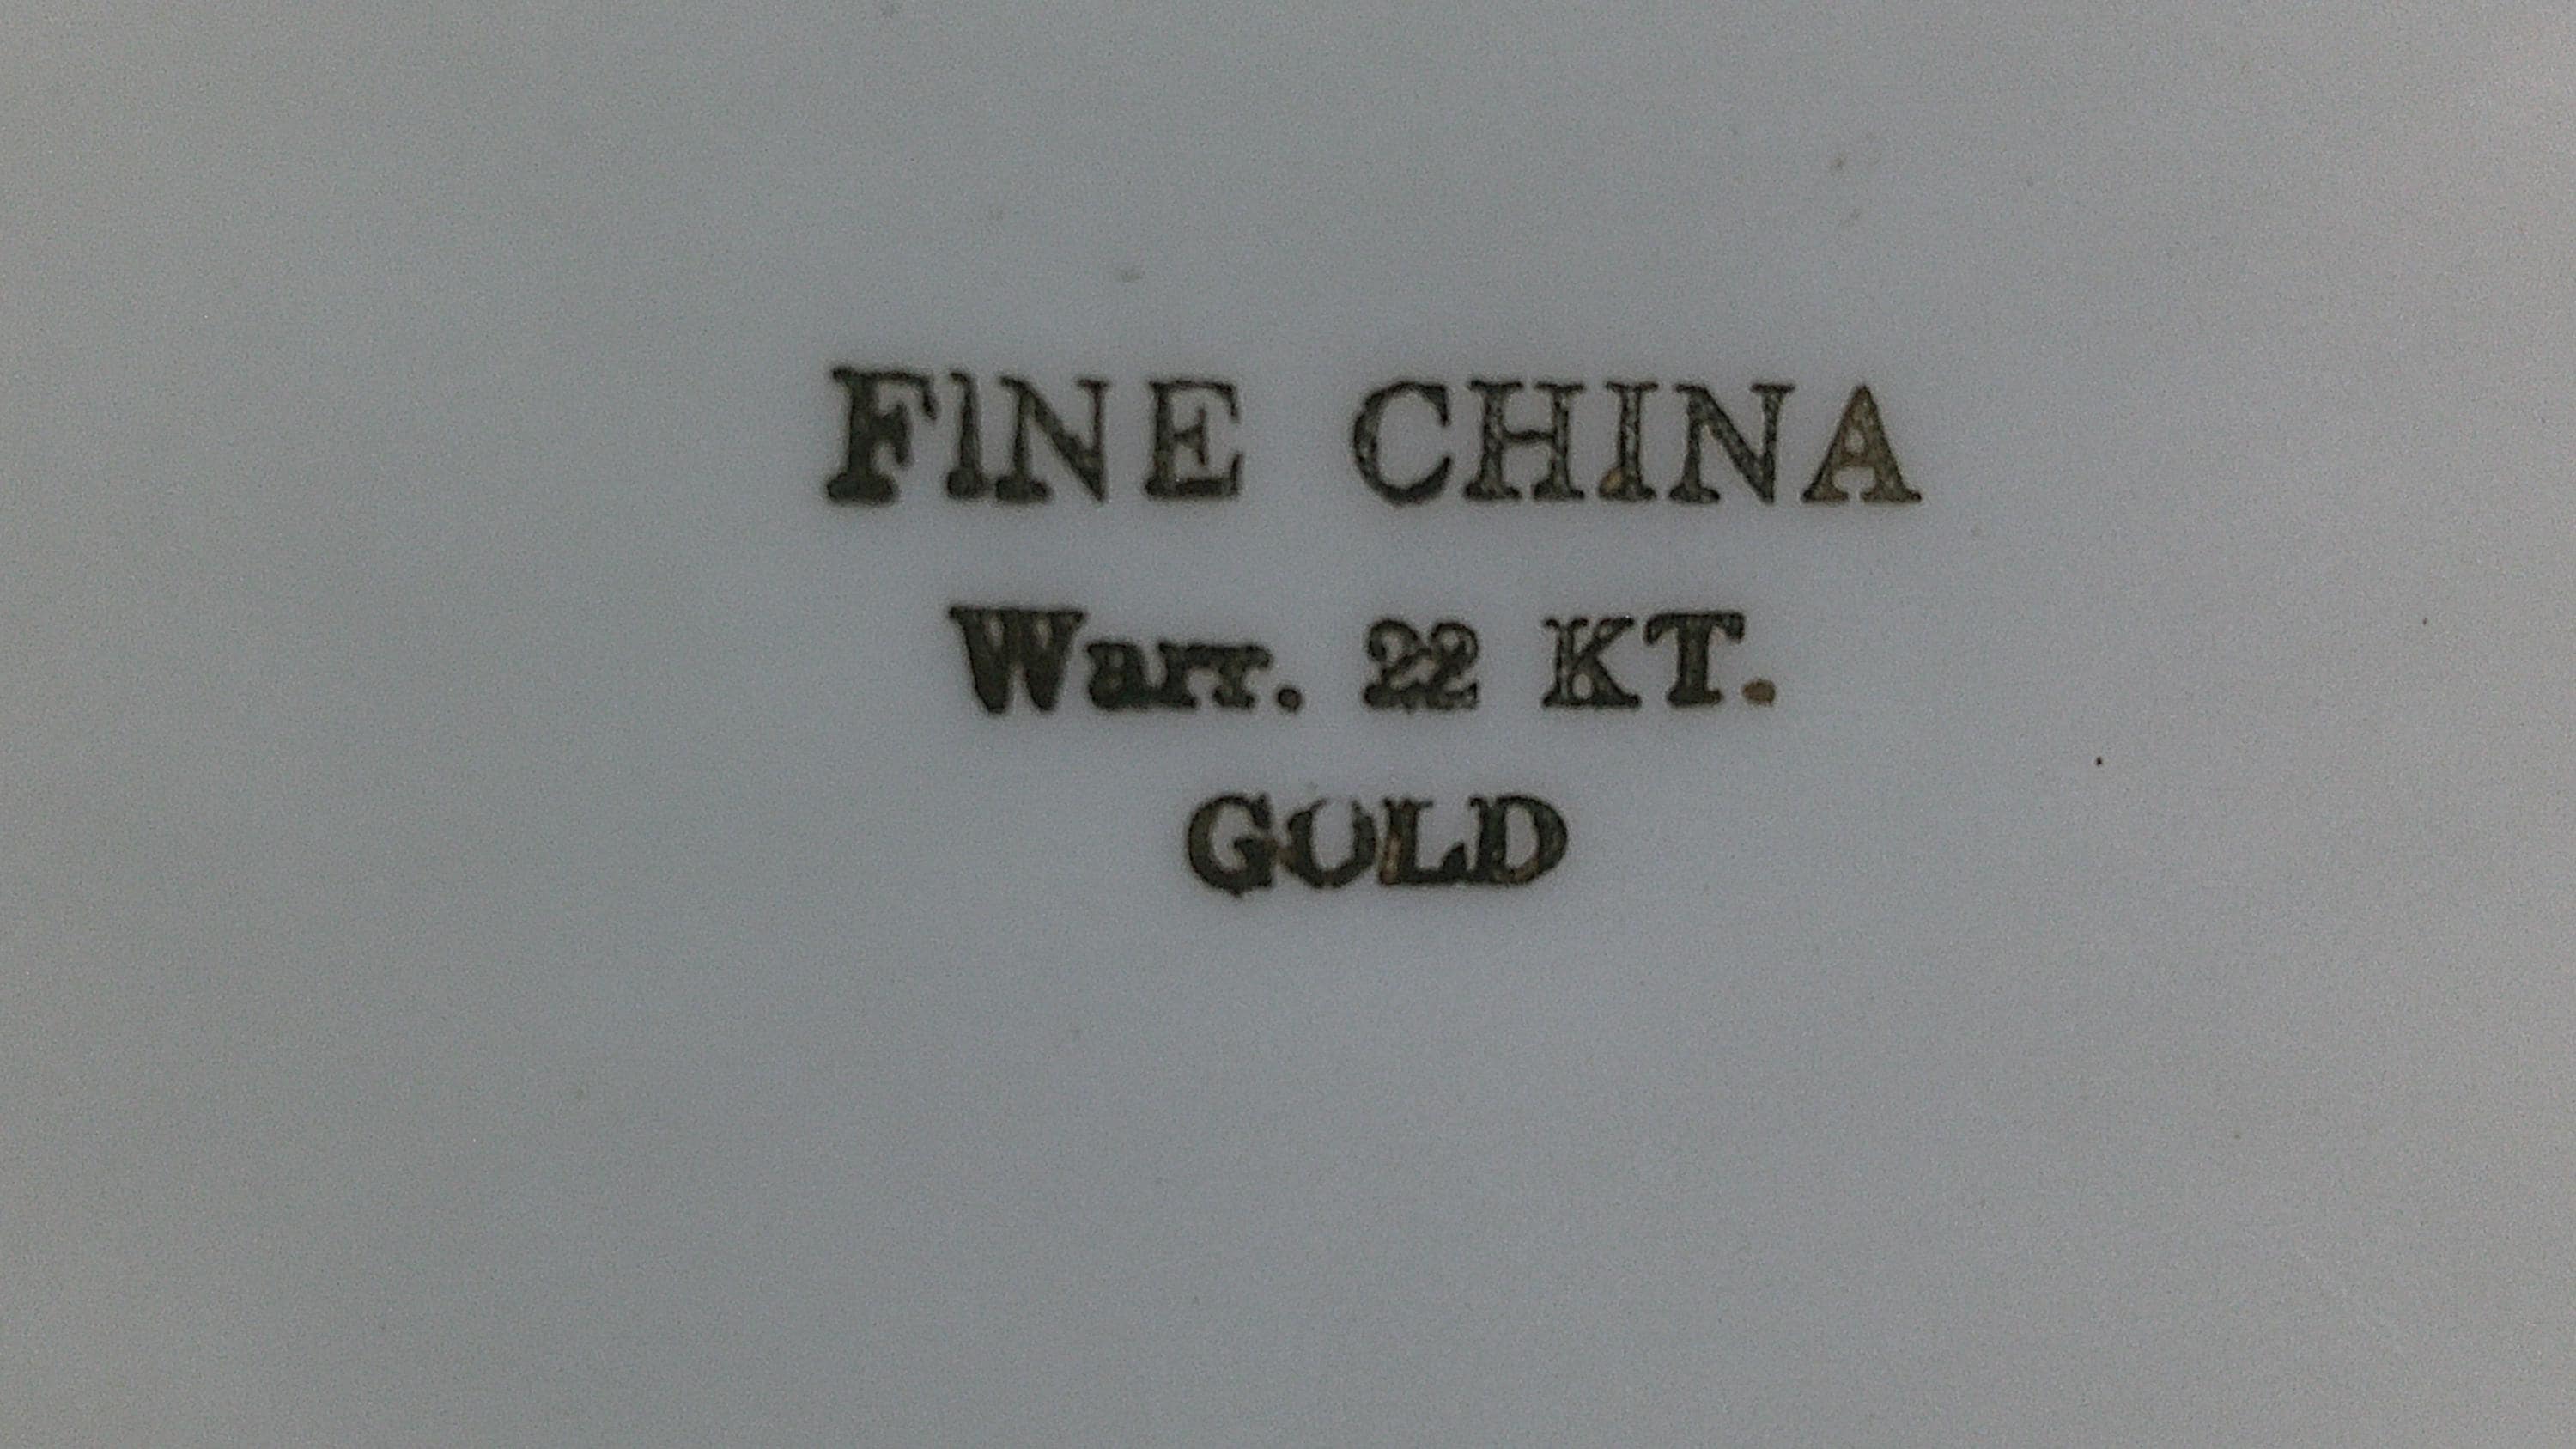 FINE CHINA
Warr. 22 KT.
GOLD